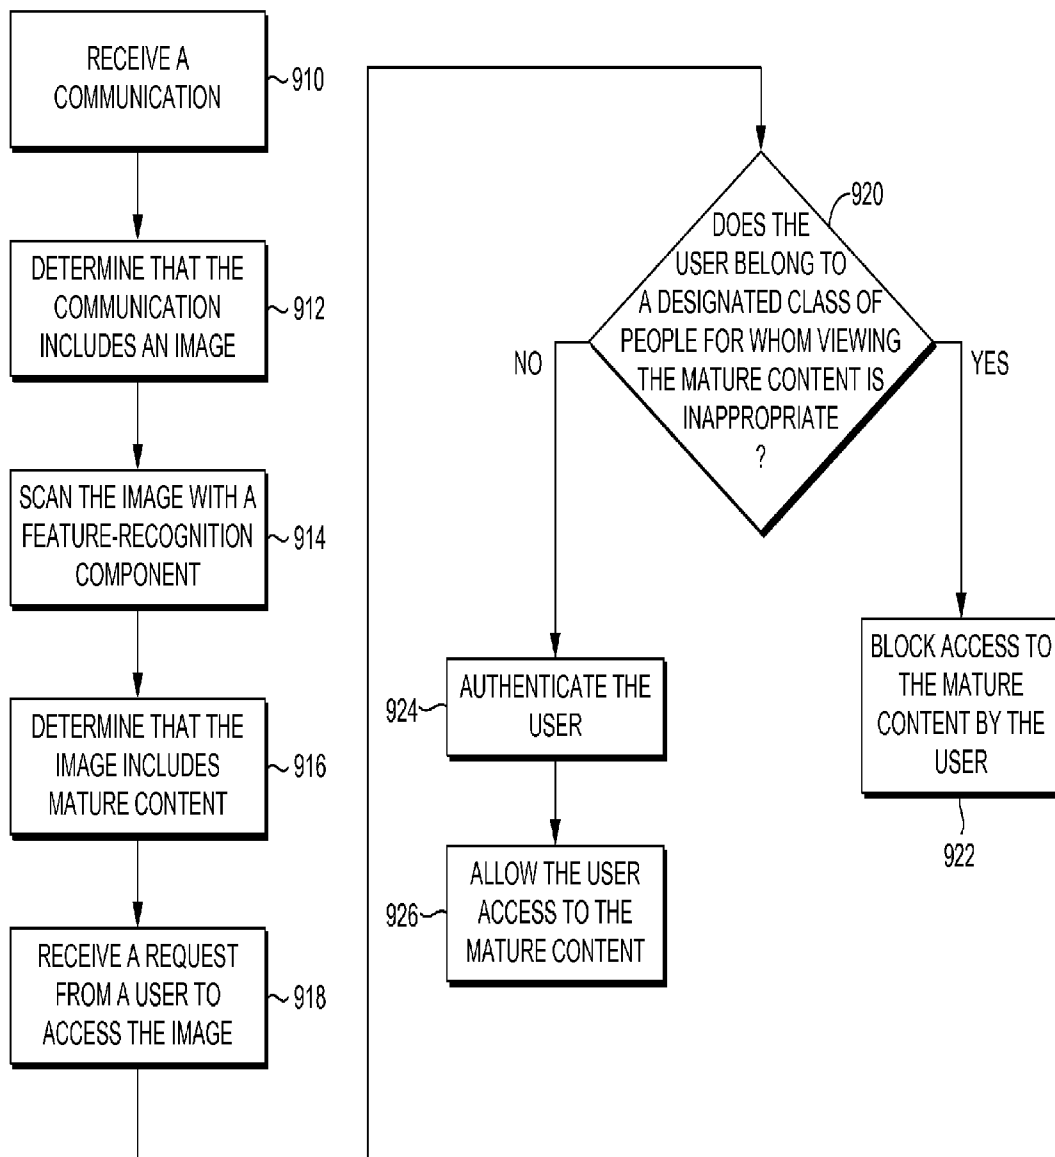 RECEIVE A
COMMUNICATION
910
DETERMINE THAT THE
COMMUNICATION
INCLUDES AN IMAGE
912
SCAN THE IMAGE WITH A
FEATURE-RECOGNITION
COMPONENT
914
DETERMINE THAT THE
IMAGE INCLUDES
MATURE CONTENT
916
RECEIVE A REQUEST
FROM A USER TO
ACCESS THE IMAGE
918
920
DOES THE
USER BELONG TO
A DESIGNATED CLASS OF
PEOPLE FOR WHOM VIEWING
THE MATURE CONTENT IS
INAPPROPRIATE
?
NO
YES
AUTHENTICATE THE
USER
924
ALLOW THE USER
ACCESS TO THE
MATURE CONTENT
926
BLOCK ACCESS TO
THE MATURE
CONTENT BY THE
USER
922